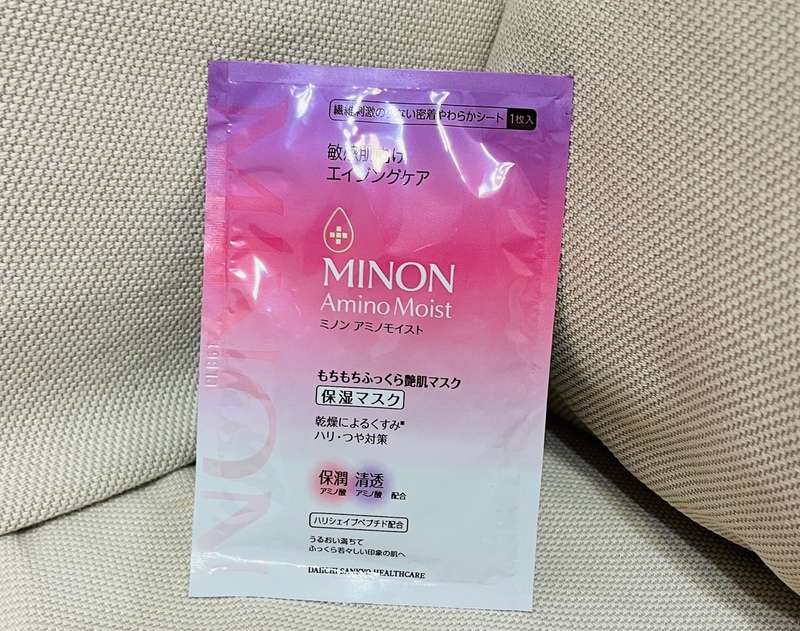 繊維刺激の少ない密着やわらかシート 1枚入
敏感肌向け
エイジングケア
MINON
Amino Moist
ミノン アミノモイスト
もちもちふっくら艶肌マスク
保湿マスク
乾燥によるくすみ※
ハリ・つや対策
保潤 清透
アミノ酸 アミノ酸 配合
ハリシェイプペプチド配合
うるおい満ちて
ふっくら若々しい印象の肌へ
DAIICHI SANKYO HEALTHCARE
MINON